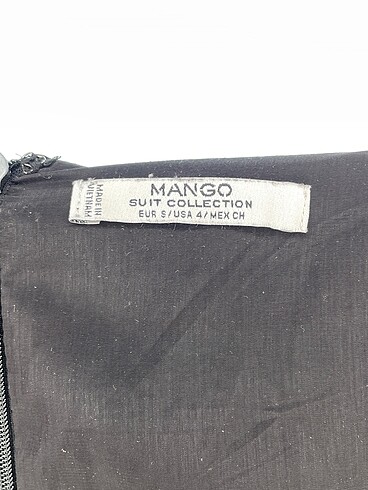 MANGO
SUIT COLLECTION
EUR S/USA 4/MEX CH
MADE IN
VIETNAM